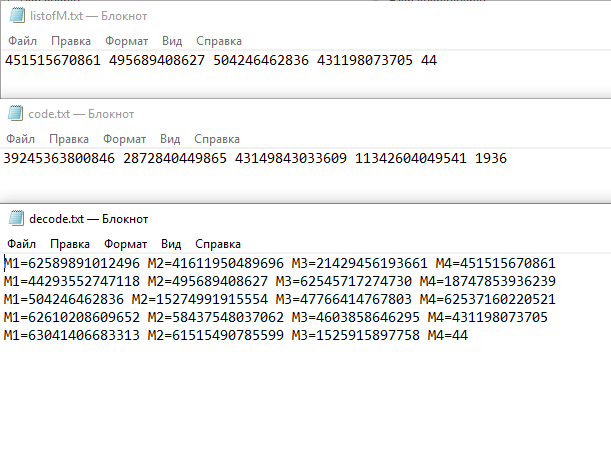 listofM.txt — Блокнот
Файл Правка Формат Вид Справка
451515670861 495689408627 504246462836 431198073705 44
code.txt — Блокнот
Файл Правка Формат Вид Справка
39245363800846 2872840449865 43149843033609 11342604049541 1936
decode.txt — Блокнот
Файл Правка Формат Вид Справка
M1=62589891012496 M2=41611950489696 M3=21429456193661 M4=451515670861
M1=44293552747118 M2=495689408627 M3=62545717274730 M4=18747853936239
M1=504246462836 M2=15274991915554 M3=47766414767803 M4=62537160220521
M1=62610208609652 M2=58437548037062 M3=4603858646295 M4=431198073705
M1=63041406683313 M2=61515490785599 M3=1525915897758 M4=44